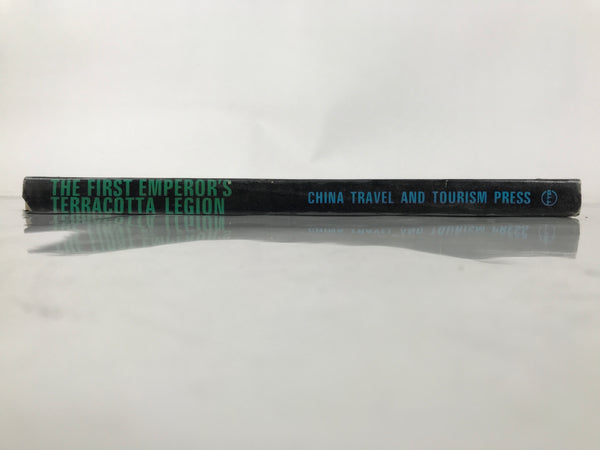 THE FIRST EMPEROR'S
TERRACOTTA LEGION
CHINA TRAVEL AND TOURISM PRESS